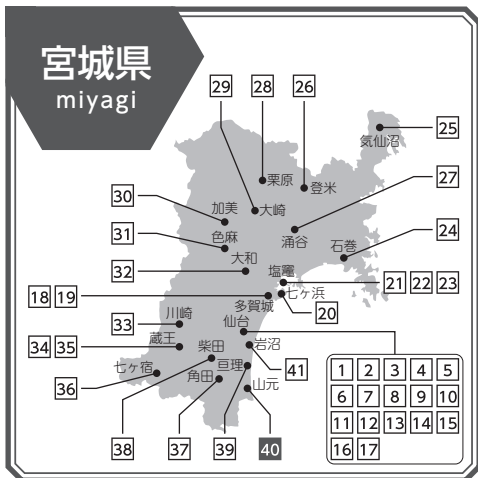 宮城県
miyagi
29 28 26
25
気仙沼
栗原
登米
27
30
加美
大崎
31
色麻
涌谷
石巻
24
大和
32
塩竈
21 22 23
七ヶ浜
18 19
多賀城
20
川崎
仙台
33
蔵王
34 35
柴田
岩沼
41
七ヶ宿
亘理
36
角田
山元
38 37 39 40
1 2 3 4 5
6 7 8 9 10
11 12 13 14 15
16 17